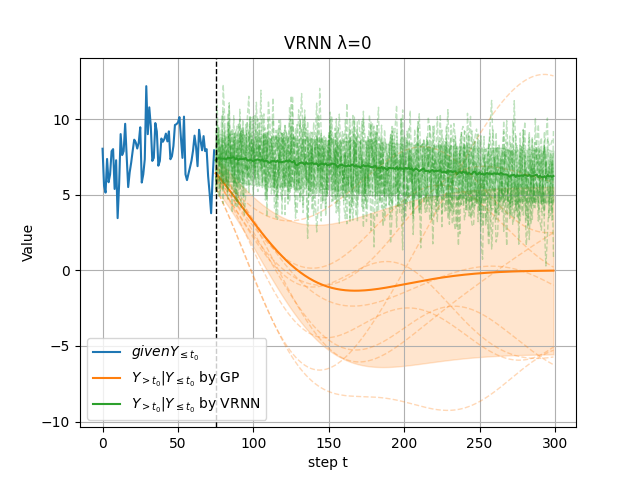 VRNN λ=0
Value
10
5
0
−5
−10
givenY≤t₀
Y>t₀|Y≤t₀ by GP
Y>t₀|Y≤t₀ by VRNN
0 50 100 150 200 250 300
step t